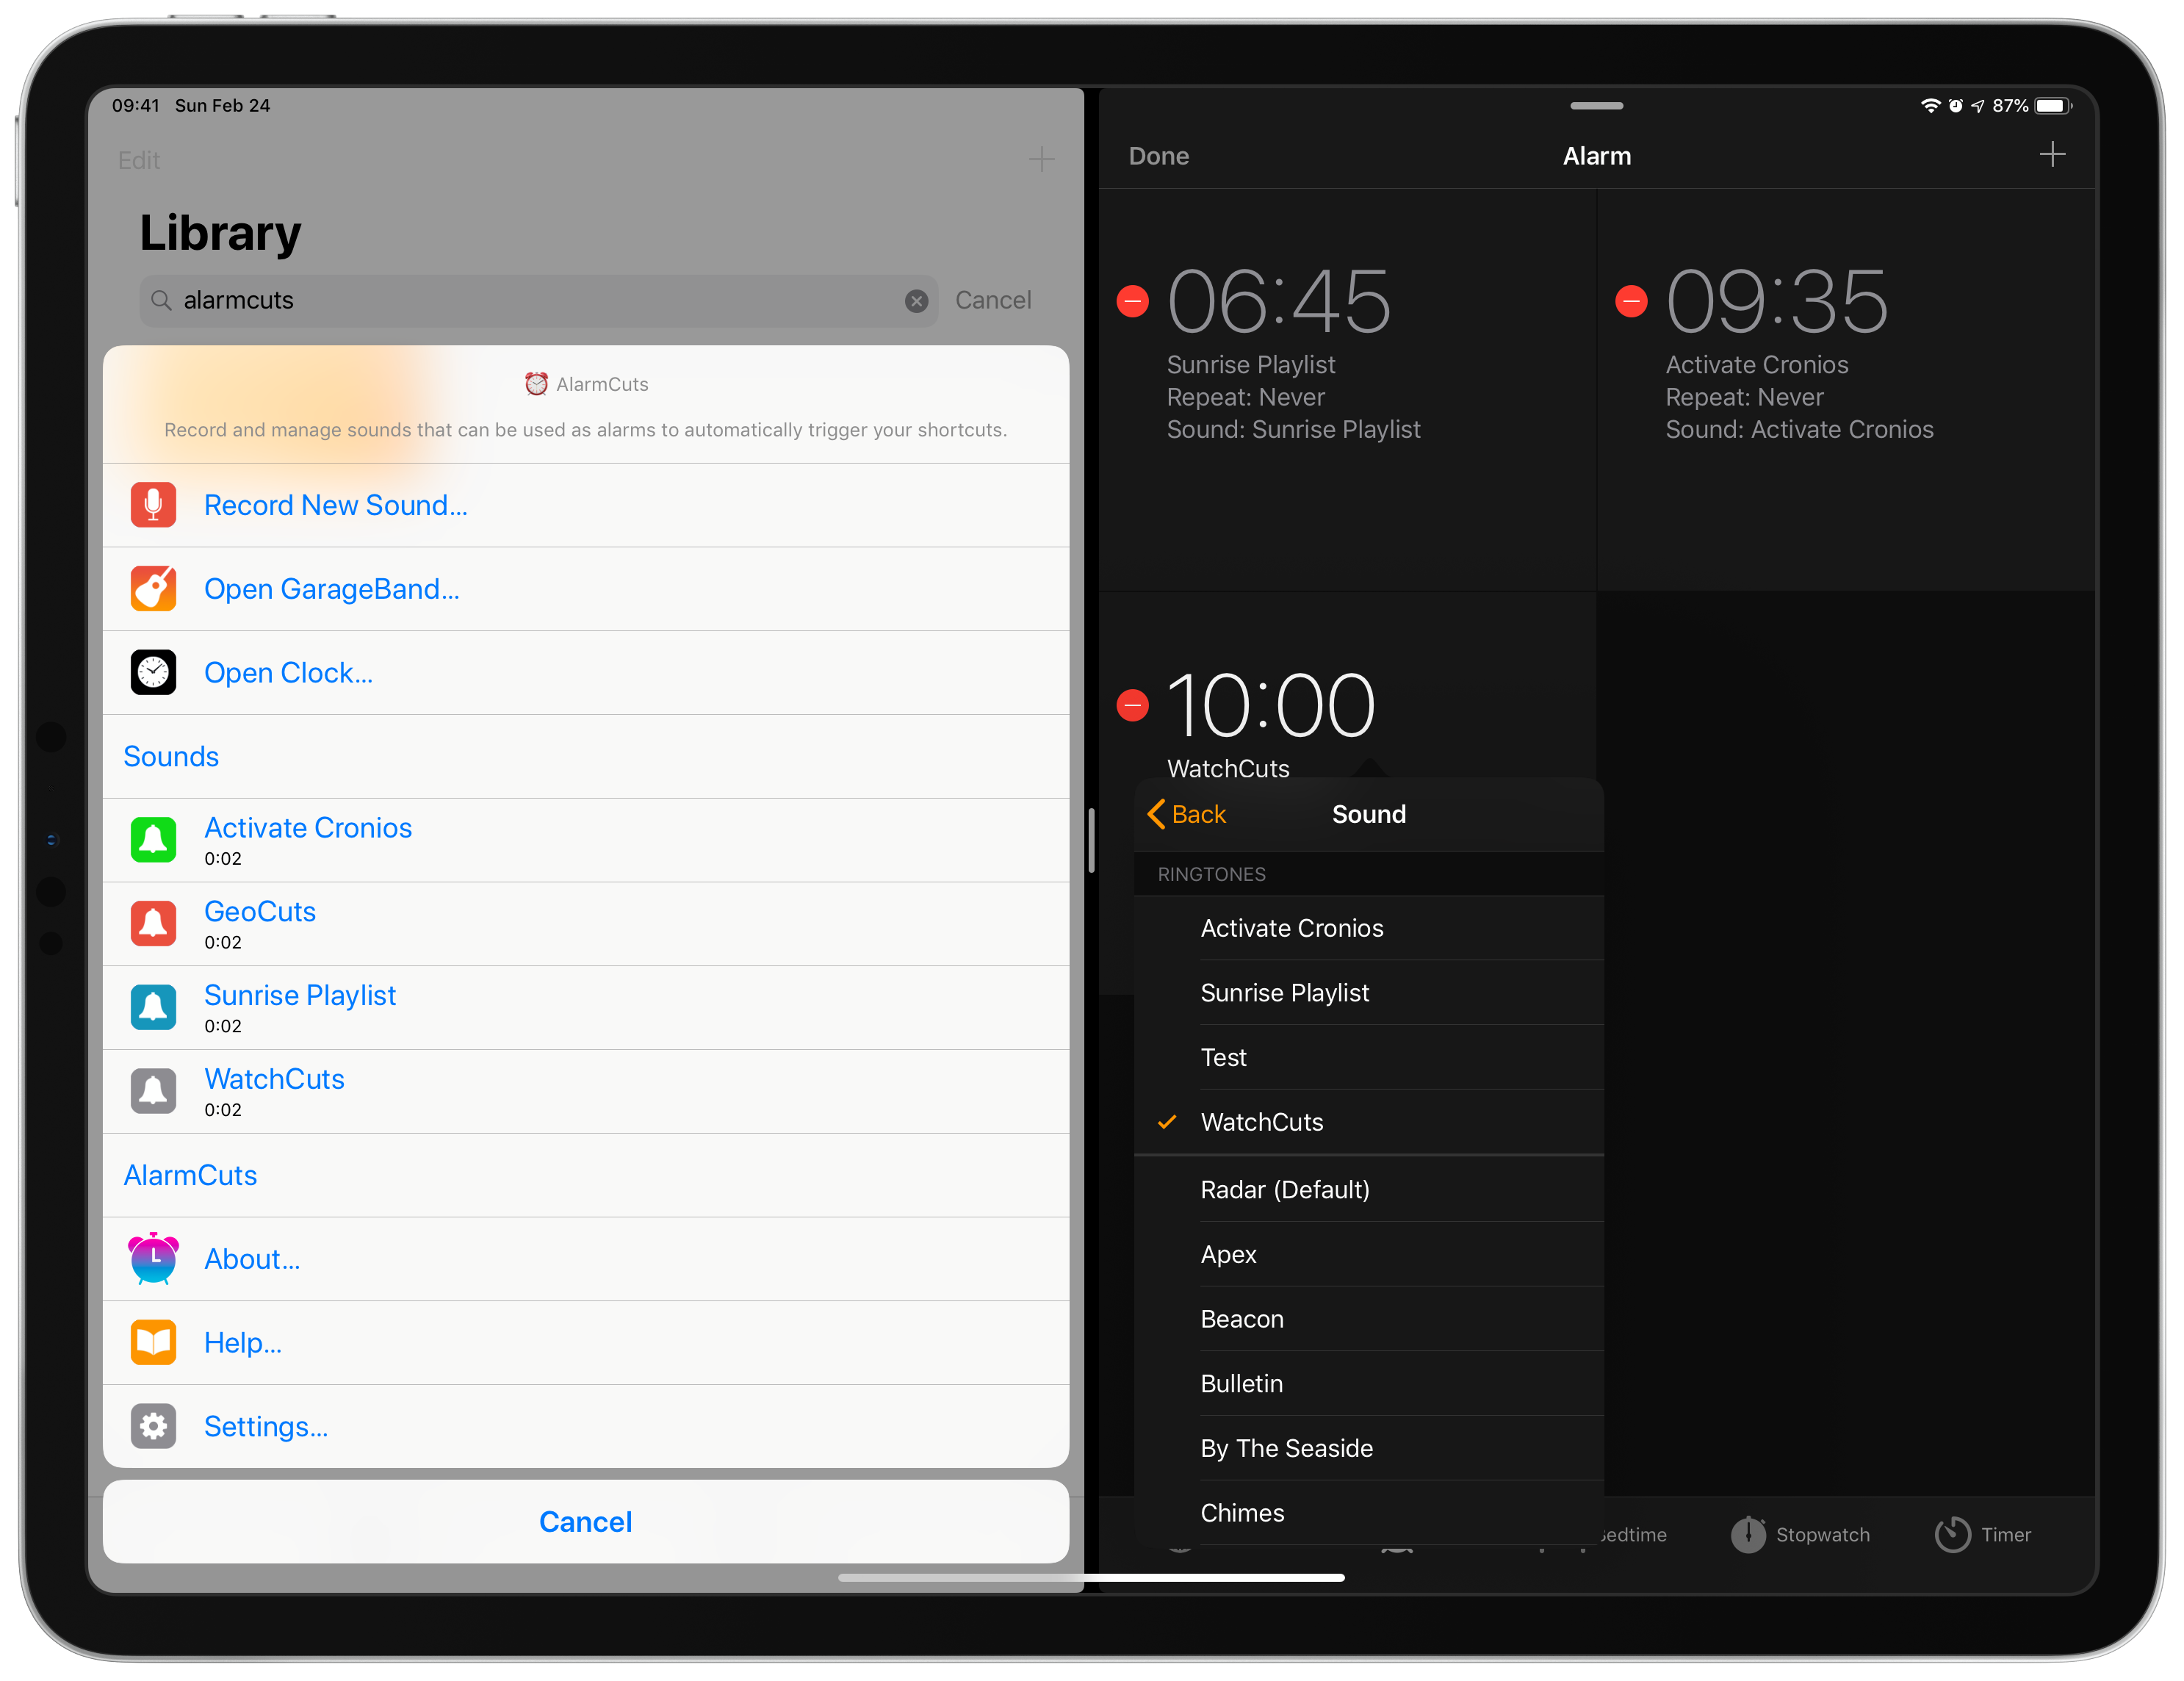 09:41 Sun Feb 24
Edit
Library
alarmcuts
Cancel
AlarmCuts
Record and manage sounds that can be used as alarms to automatically trigger your shortcuts.
Record New Sound...
Open GarageBand...
Open Clock...
Sounds
Activate Cronios
0:02
GeoCuts
0:02
Sunrise Playlist
0:02
WatchCuts
0:02
AlarmCuts
About...
Help...
Settings...
Cancel
87%
Done
Alarm
06:45
Sunrise Playlist
Repeat: Never
Sound: Sunrise Playlist
09:35
Activate Cronios
Repeat: Never
Sound: Activate Cronios
10:00
WatchCuts
Back
Sound
RINGTONES
Activate Cronios
Sunrise Playlist
Test
WatchCuts
Radar (Default)
Apex
Beacon
Bulletin
By The Seaside
Chimes
Stopwatch
Timer